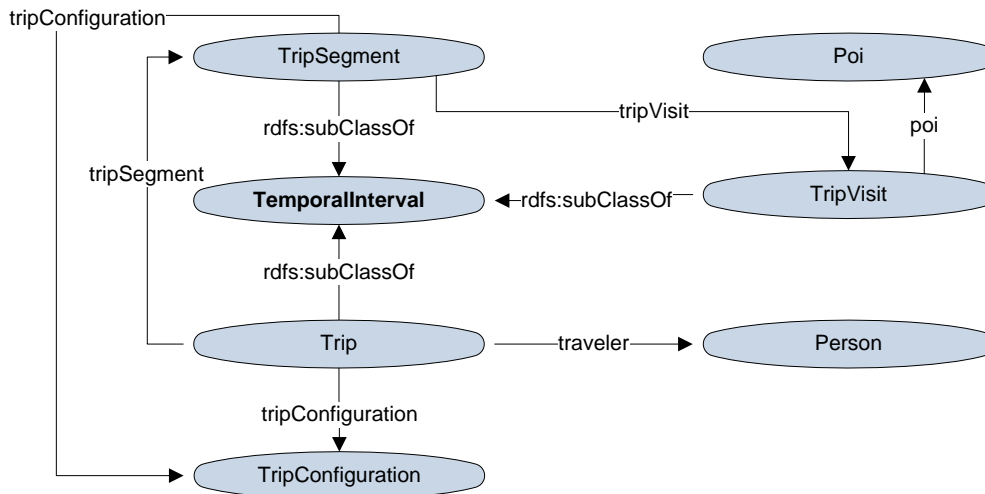 tripConfiguration
TripSegment
Poi
tripVisit
rdfs:subClassOf
poi
tripSegment
TemporalInterval
rdfs:subClassOf
TripVisit
rdfs:subClassOf
Trip
traveler
Person
tripConfiguration
TripConfiguration